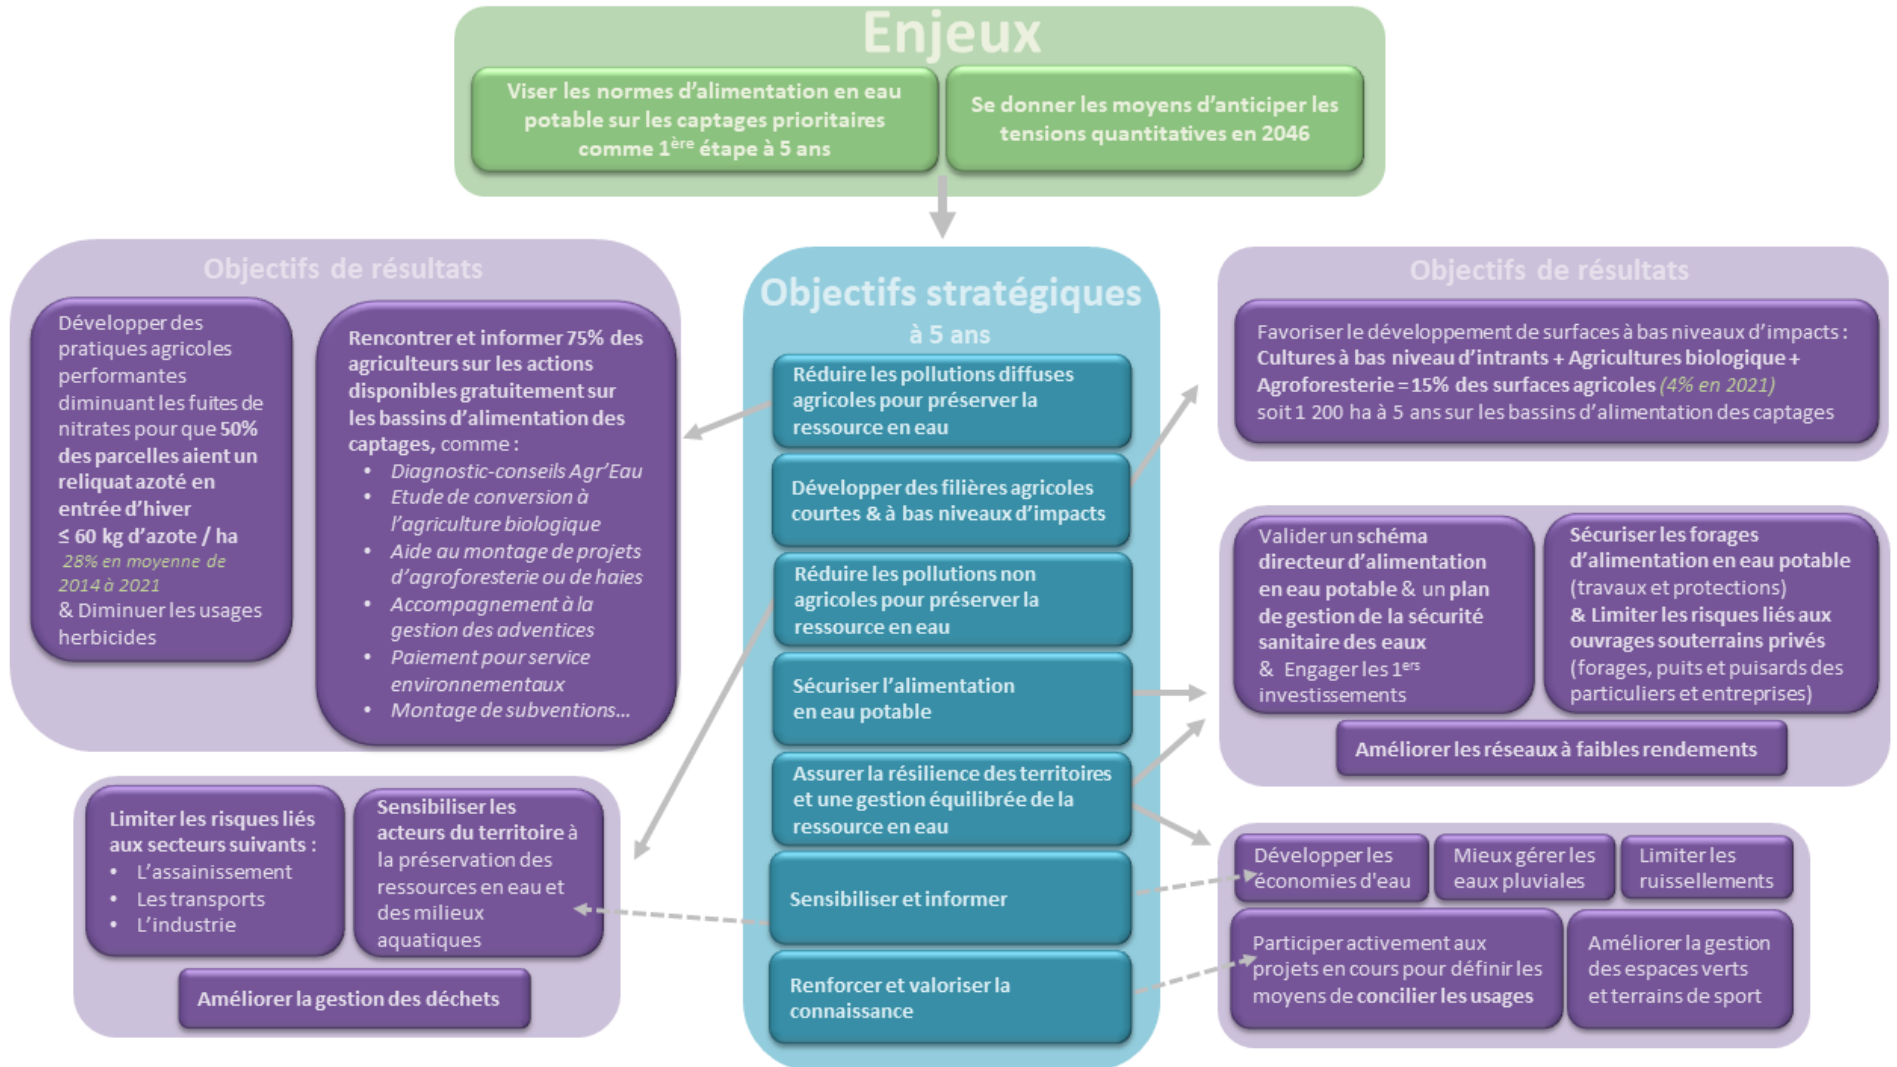 Enjeux
Viser les normes d’alimentation en eau
potable sur les captages prioritaires
comme 1ère étape à 5 ans
Se donner les moyens d’anticiper les
tensions quantitatives en 2046
Objectifs de résultats
Développer des
pratiques agricoles
performantes
diminuant les fuites de
nitrates pour que 50%
des parcelles aient un
reliquat azoté en
entrée d’hiver
≤ 60 kg d’azote / ha
28% en moyenne de
2014 à 2021
& Diminuer les usages
herbicides
Rencontrer et informer 75% des
agriculteurs sur les actions
disponibles gratuitement sur
les bassins d’alimentation des
captages, comme :
• Diagnostic-conseils Agr’Eau
• Etude de conversion à
l’agriculture biologique
• Aide au montage de projets
d’agroforesterie ou de haies
• Accompagnement à la
gestion des adventices
• Paiement pour service
environnementaux
• Montage de subventions...
Limiter les risques liés
aux secteurs suivants :
• L’assainissement
• Les transports
• L’industrie
Sensibiliser les
acteurs du territoire à
la préservation des
ressources en eau et
des milieux
aquatiques
Améliorer la gestion des déchets
Objectifs stratégiques
à 5 ans
Réduire les pollutions diffuses
agricoles pour préserver la
ressource en eau
Développer des filières agricoles
courtes & à bas niveaux d’impacts
Réduire les pollutions non
agricoles pour préserver la
ressource en eau
Sécuriser l’alimentation
en eau potable
Assurer la résilience des territoires
et une gestion équilibrée de la
ressource en eau
Sensibiliser et informer
Renforcer et valoriser la
connaissance
Objectifs de résultats
Favoriser le développement de surfaces à bas niveaux d’impacts :
Cultures à bas niveau d’intrants + Agricultures biologique +
Agroforesterie = 15% des surfaces agricoles (4% en 2021)
soit 1 200 ha à 5 ans sur les bassins d’alimentation des captages
Valider un schéma
directeur d’alimentation
en eau potable & un plan
de gestion de la sécurité
sanitaire des eaux
& Engager les 1ers
investissements
Sécuriser les forages
d’alimentation en eau potable
(travaux et protections)
& Limiter les risques liés aux
ouvrages souterrains privés
(forages, puits et puisards des
particuliers et entreprises)
Améliorer les réseaux à faibles rendements
Développer les
économies d'eau
Mieux gérer les
eaux pluviales
Limiter les
ruissellements
Participer activement aux
projets en cours pour définir les
moyens de concilier les usages
Améliorer la gestion
des espaces verts
et terrains de sport